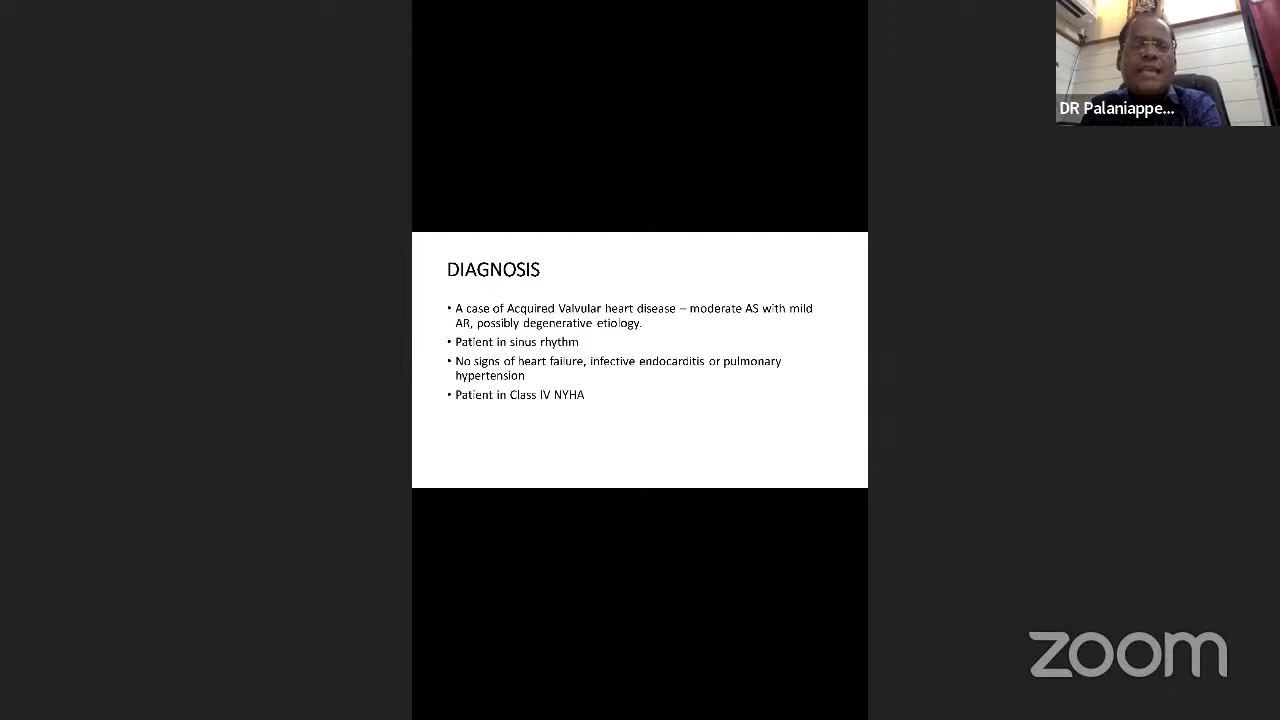 DR Palaniappe...
DIAGNOSIS
• A case of Acquired Valvular heart disease – moderate AS with mild
AR, possibly degenerative etiology.
• Patient in sinus rhythm
• No signs of heart failure, infective endocarditis or pulmonary
hypertension
• Patient in Class IV NYHA
zoom